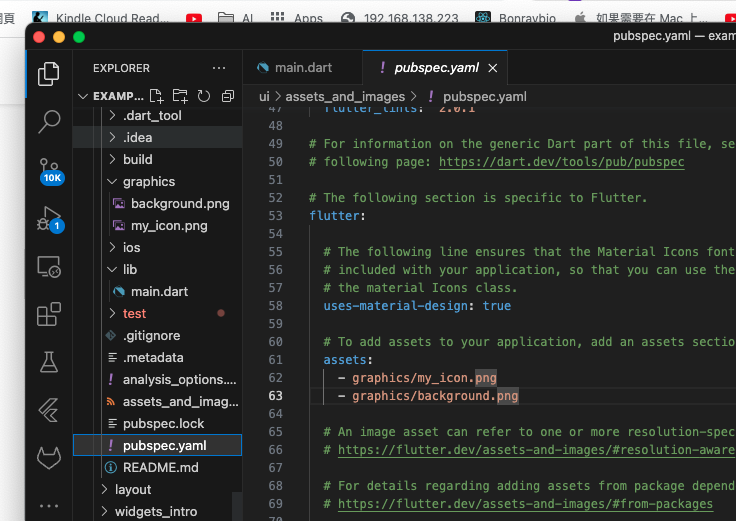 頁
Kindle Cloud Read...
AI
Apps
192.168.138.223
Bonraybio
如果需要在 Mac 上...
pubspec.yaml — exam
EXPLORER
main.dart
! pubspec.yaml
ui > assets_and_images > ! pubspec.yaml
EXAMP...
.dart_tool
.idea
build
graphics
background.png
my_icon.png
ios
lib
main.dart
test
.gitignore
.metadata
! analysis_options....
assets_and_imag...
pubspec.lock
! pubspec.yaml
README.md
layout
widgets_intro
10K
1
47 flutter_lints: ^2.0.1
48
49 # For information on the generic Dart part of this file, se
50 # following page: https://dart.dev/tools/pub/pubspec
51
52 # The following section is specific to Flutter.
53 flutter:
54
55 # The following line ensures that the Material Icons font
56 # included with your application, so that you can use the
57 # the material Icons class.
58 uses-material-design: true
59
60 # To add assets to your application, add an assets sectio
61 assets:
62 - graphics/my_icon.png
63 - graphics/background.png
64
65 # An image asset can refer to one or more resolution-spec
66 # https://flutter.dev/assets-and-images/#resolution-aware
67
68 # For details regarding adding assets from package depend
69 # https://flutter.dev/assets-and-images/#from-packages
70